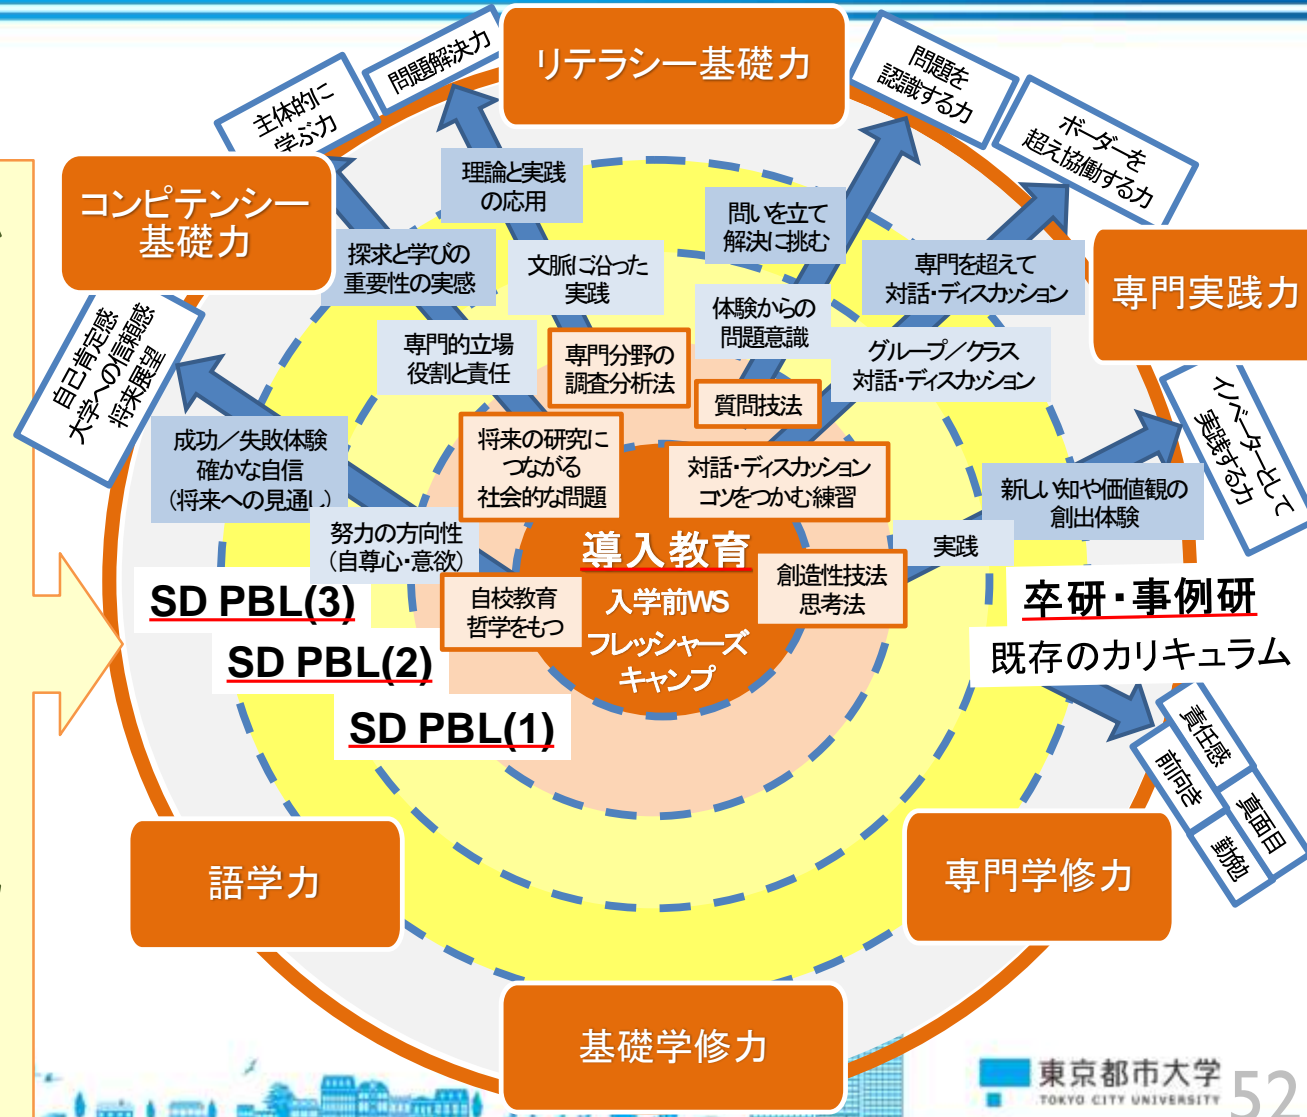 リテラシー基礎力
問題解決力
主体的に
学ぶ力
問題を
認識する力
ボーダーを
超え協働する力
コンピテンシー
基礎力
専門実践力
理論と実践
の応用
問いを立て
解決に挑む
探求と学びの
重要性の実感
文脈に沿った
実践
専門を超えて
対話・ディスカッション
体験からの
問題意識
専門的立場
役割と責任
専門分野の
調査分析法
グループ/クラス
対話・ディスカッション
質問技法
自己肯定感
大学への信頼感
将来展望
イノベーターとして
実践する力
成功/失敗体験
確かな自信
(将来への見通し)
将来の研究に
つながる
社会的な問題
対話・ディスカッション
コツをつかむ練習
新しい知や価値観の
創出体験
努力の方向性
(自尊心・意欲)
導入教育
入学前WS
フレッシャーズ
キャンプ
実践
自校教育
哲学をもつ
創造性技法
思考法
SD PBL(3)
SD PBL(2)
SD PBL(1)
卒研・事例研
既存のカリキュラム
責任感
前向き
真面目
勤勉
語学力
専門学修力
基礎学修力
東京都市大学
TOKYO CITY UNIVERSITY
52